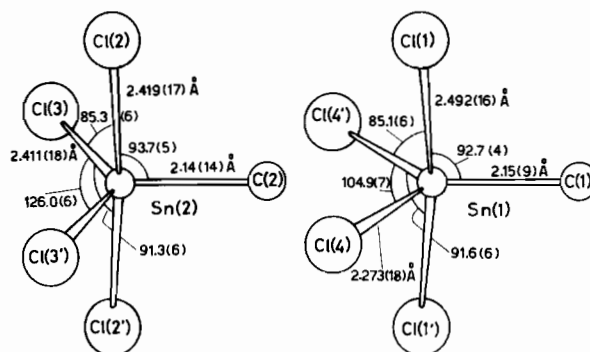 Cl(2)
2.419(17) Å
Cl(3)
85.3 (6)
93.7(5)
2.411(18)Å
2.14(14) Å
C(2)
126.0(6)
Sn(2)
91.3(6)
Cl(3')
Cl(2')
Cl(1)
2.492(16) Å
Cl(4')
85.1(6)
92.7(4)
2.15(9)Å
C(1)
104.9(7)
Sn(1)
Cl(4)
91.6(6)
2.273(18)Å
Cl(1')